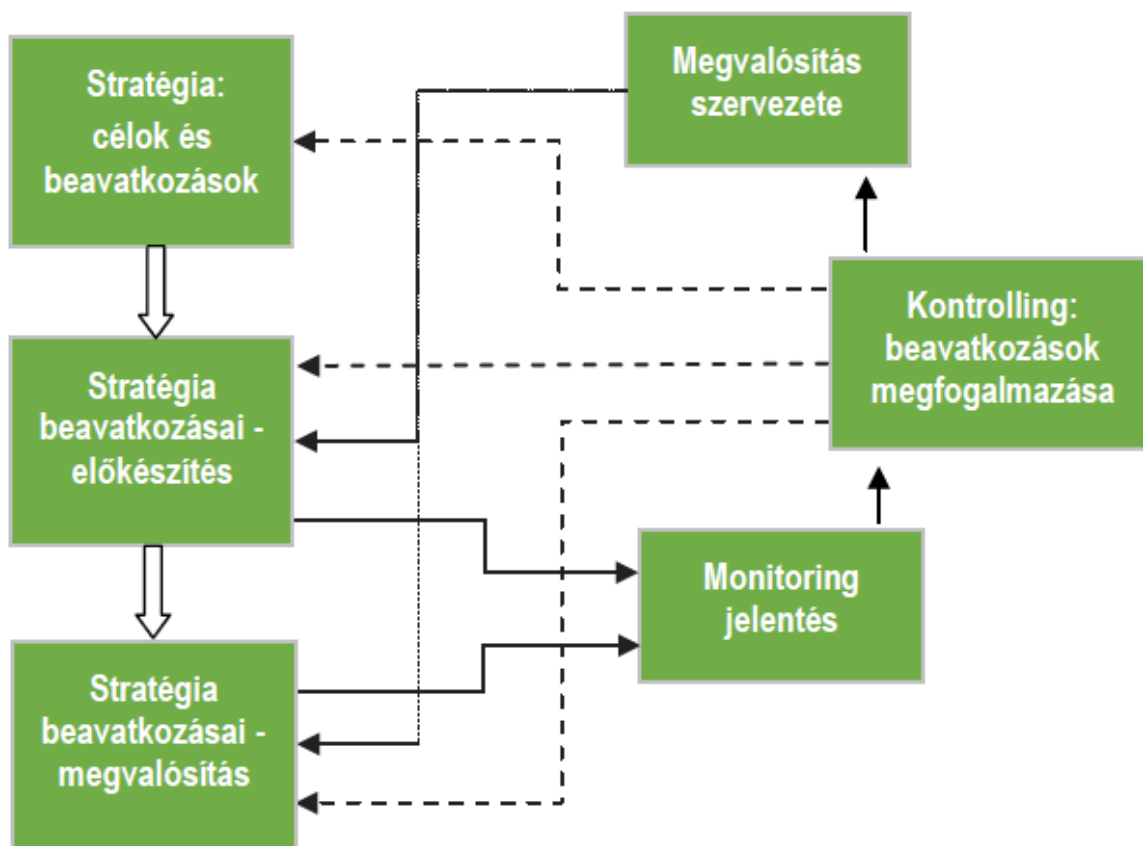 Stratégia:
célok és
beavatkozások
Megvalósítás
szervezete
Kontrolling:
beavatkozások
megfogalmazása
Stratégia
beavatkozásai -
előkészítés
Monitoring
jelentés
Stratégia
beavatkozásai -
megvalósítás